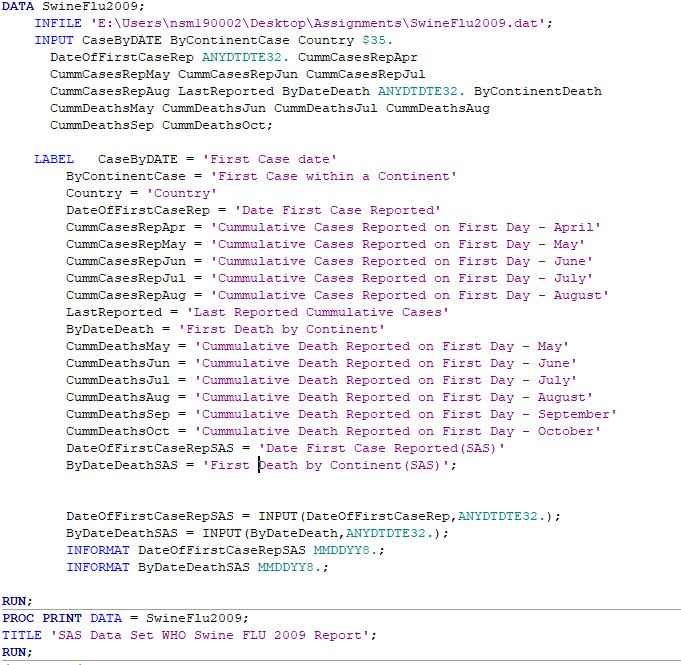 DATA SwineFlu2009;
INFILE 'E:\Users\nsm190002\Desktop\Assignments\SwineFlu2009.dat';
INPUT CaseByDATE ByContinentCase Country $35.
DateOfFirstCaseRep ANYDTDTE32. CummCasesRepApr
CummCasesRepMay CummCasesRepJun CummCasesRepJul
CummCasesRepAug LastReported ByDateDeath ANYDTDTE32. ByContinentDeath
CummDeathsMay CummDeathsJun CummDeathsJul CummDeathsAug
CummDeathsSep CummDeathsOct;
LABEL CaseByDATE = 'First Case date'
ByContinentCase = 'First Case within a Continent'
Country = 'Country'
DateOfFirstCaseRep = 'Date First Case Reported'
CummCasesRepApr = 'Cummulative Cases Reported on First Day - April'
CummCasesRepMay = 'Cummulative Cases Reported on First Day - May'
CummCasesRepJun = 'Cummulative Cases Reported on First Day - June'
CummCasesRepJul = 'Cummulative Cases Reported on First Day - July'
CummCasesRepAug = 'Cummulative Cases Reported on First Day - August'
LastReported = 'Last Reported Cummulative Cases'
ByDateDeath = 'First Death by Continent'
CummDeathsMay = 'Cummulative Death Reported on First Day - May'
CummDeathsJun = 'Cummulative Death Reported on First Day - June'
CummDeathsJul = 'Cummulative Death Reported on First Day - July'
CummDeathsAug = 'Cummulative Death Reported on First Day - August'
CummDeathsSep = 'Cummulative Death Reported on First Day - September'
CummDeathsOct = 'Cummulative Death Reported on First Day - October'
DateOfFirstCaseRepSAS = 'Date First Case Reported(SAS)'
ByDateDeathSAS = 'First Death by Continent(SAS)';
DateOfFirstCaseRepSAS = INPUT(DateOfFirstCaseRep,ANYDTDTE32.);
ByDateDeathSAS = INPUT(ByDateDeath,ANYDTDTE32.);
INFORMAT DateOfFirstCaseRepSAS MMDDYY8.;
INFORMAT ByDateDeathSAS MMDDYY8.;
RUN;
PROC PRINT DATA = SwineFlu2009;
TITLE 'SAS Data Set WHO Swine FLU 2009 Report';
RUN;